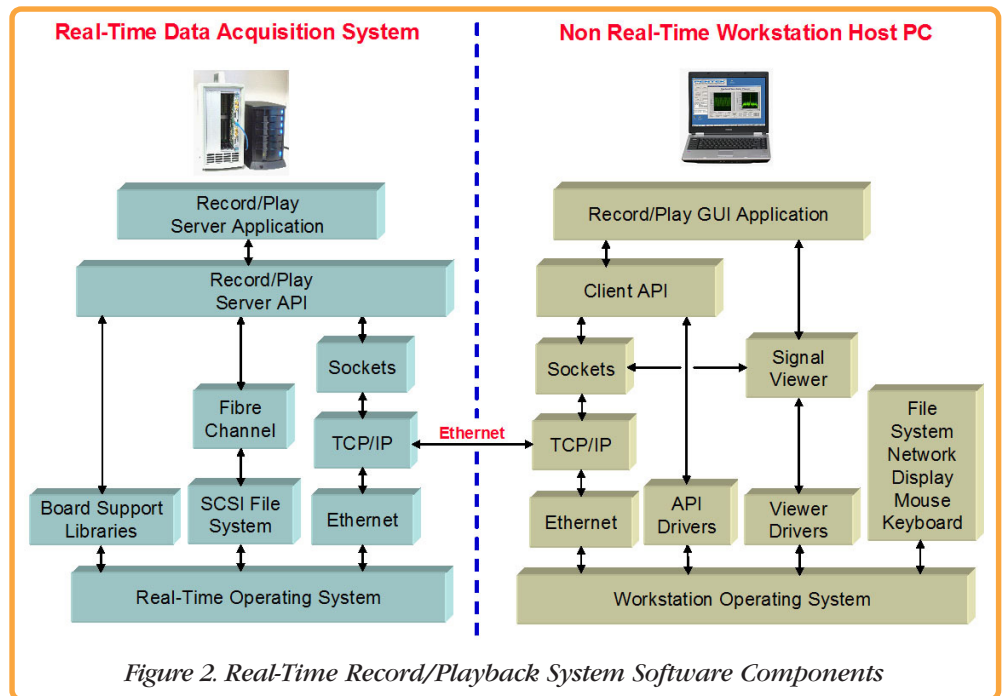 Real-Time Data Acquisition System
Non Real-Time Workstation Host PC
Record/Play
Server Application
Record/Play
Server API
Sockets
Fibre
Channel
TCP/IP
Board Support
Libraries
SCSI File
System
Ethernet
Real-Time Operating System
Ethernet
Record/Play GUI Application
Client API
Sockets
Signal
Viewer
TCP/IP
File
System
Network
Display
Mouse
Keyboard
Ethernet
API
Drivers
Viewer
Drivers
Workstation Operating System
Figure 2. Real-Time Record/Playback System Software Components